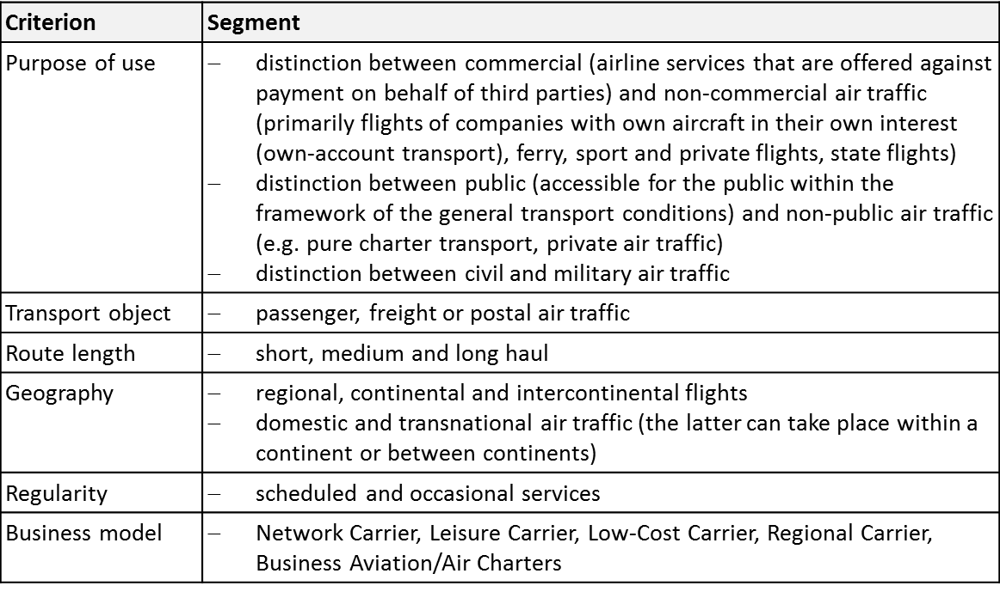 Criterion Segment
Purpose of use – distinction between commercial (airline services that are offered against
payment on behalf of third parties) and non-commercial air traffic
(primarily flights of companies with own aircraft in their own interest
(own-account transport), ferry, sport and private flights, state flights)
– distinction between public (accessible for the public within the
framework of the general transport conditions) and non-public air traffic
(e.g. pure charter transport, private air traffic)
– distinction between civil and military air traffic
Transport object – passenger, freight or postal air traffic
Route length – short, medium and long haul
Geography – regional, continental and intercontinental flights
– domestic and transnational air traffic (the latter can take place within a
continent or between continents)
Regularity – scheduled and occasional services
Business model – Network Carrier, Leisure Carrier, Low-Cost Carrier, Regional Carrier,
Business Aviation/Air Charters